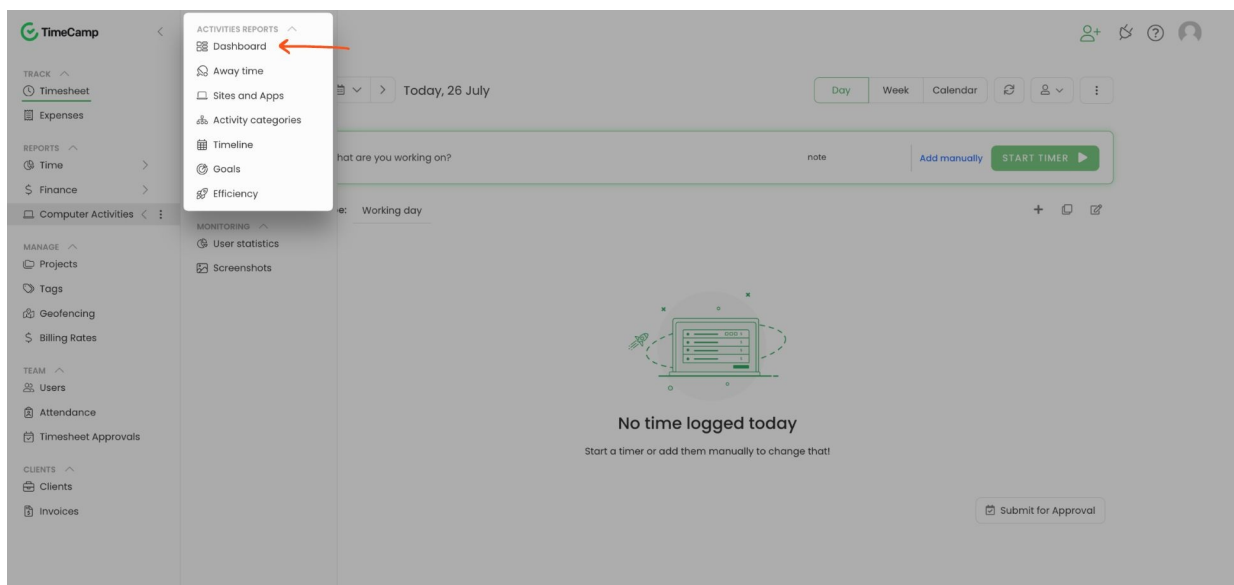 TimeCamp
TRACK
Timesheet
Expenses
REPORTS
Time
$ Finance
Computer Activities
MANAGE
Projects
Tags
Geofencing
$ Billing Rates
TEAM
Users
Attendance
Timesheet Approvals
CLIENTS
Clients
Invoices
ACTIVITIES REPORTS
Dashboard
Away time
Sites and Apps
Activity categories
Timeline
Goals
Efficiency
MONITORING
User statistics
Screenshots
Today, 26 July
Day Week Calendar
hat are you working on? note Add manually START TIMER
e: Working day
No time logged today
Start a timer or add them manually to change that!
Submit for Approval